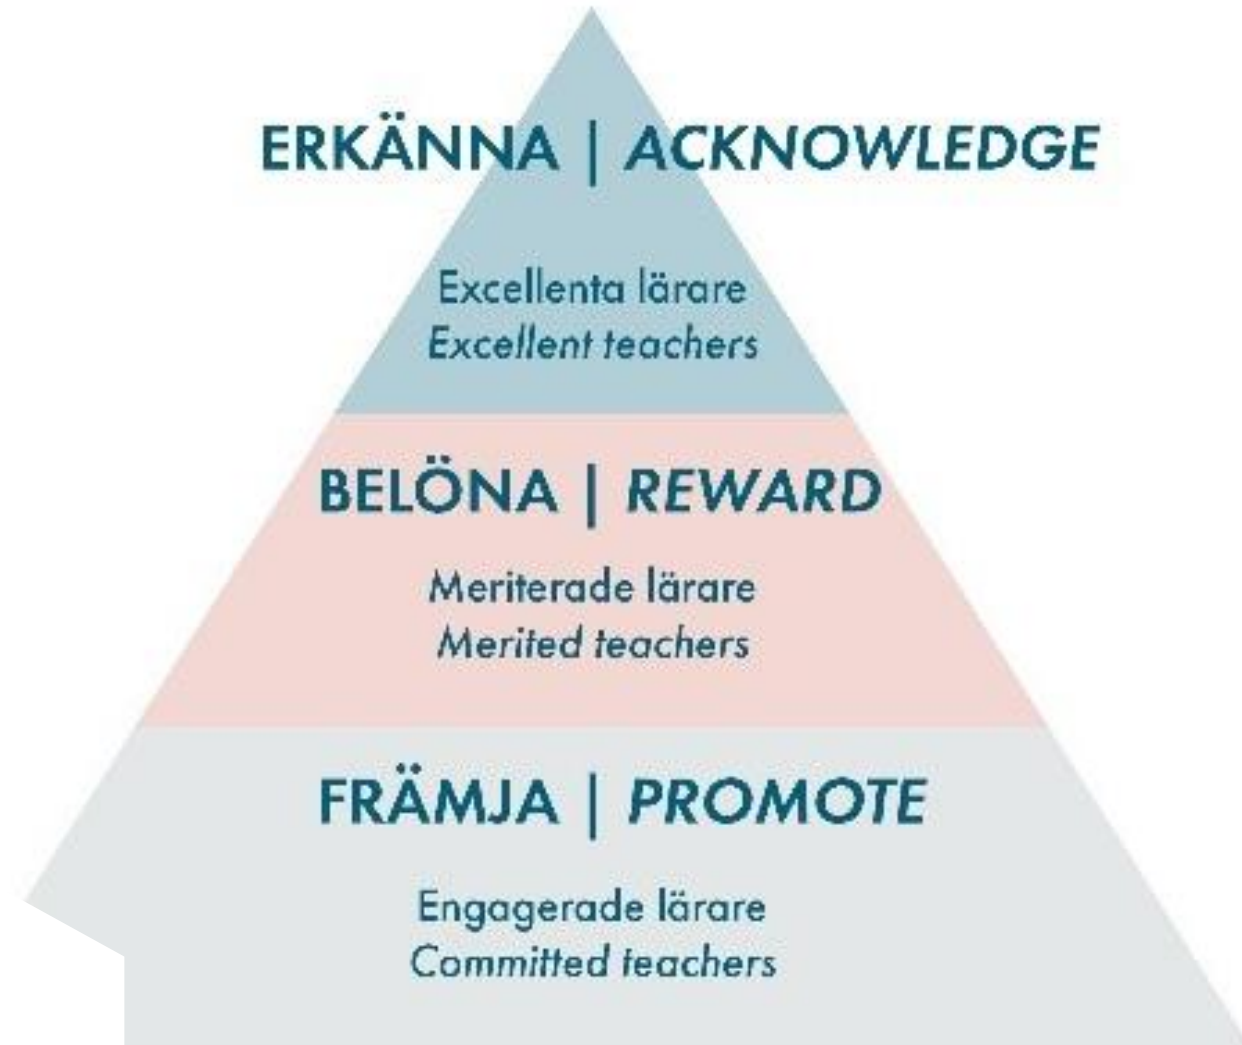 ERKÄNNA | ACKNOWLEDGE
Excellenta lärare
Excellent teachers
BELÖNA | REWARD
Meriterade lärare
Merited teachers
FRÄMJA | PROMOTE
Engagerade lärare
Committed teachers